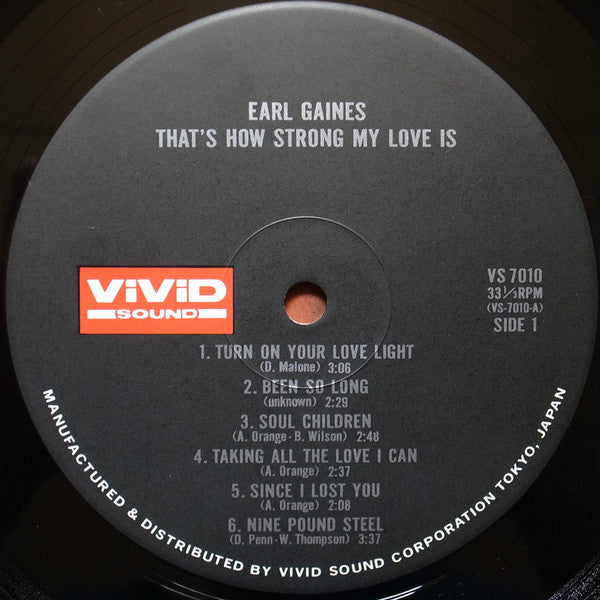 EARL GAINES
THAT'S HOW STRONG MY LOVE IS
ViViD
SOUND
VS 7010
33⅓RPM
(VS-7010-A)
SIDE 1
1. TURN ON YOUR LOVE LIGHT
(D. Malone) 3:06
2. BEEN SO LONG
(unknown) 2:29
3. SOUL CHILDREN
(A. Orange-B. Wilson) 2:48
4. TAKING ALL THE LOVE I CAN
(A. Orange) 2:37
5. SINCE I LOST YOU
(A. Orange) 2:08
6. NINE POUND STEEL
(D. Penn-W. Thompson) 3:37
MANUFACTURED & DISTRIBUTED BY VIVID SOUND CORPORATION TOKYO, JAPAN